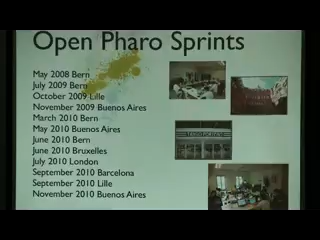 Open Pharo Sprints
May 2008 Bern
July 2009 Bern
October 2009 Lille
November 2009 Buenos Aires
March 2010 Bern
May 2010 Buenos Aires
June 2010 Bern
June 2010 Bruxelles
July 2010 London
September 2010 Barcelona
September 2010 Lille
November 2010 Buenos Aires